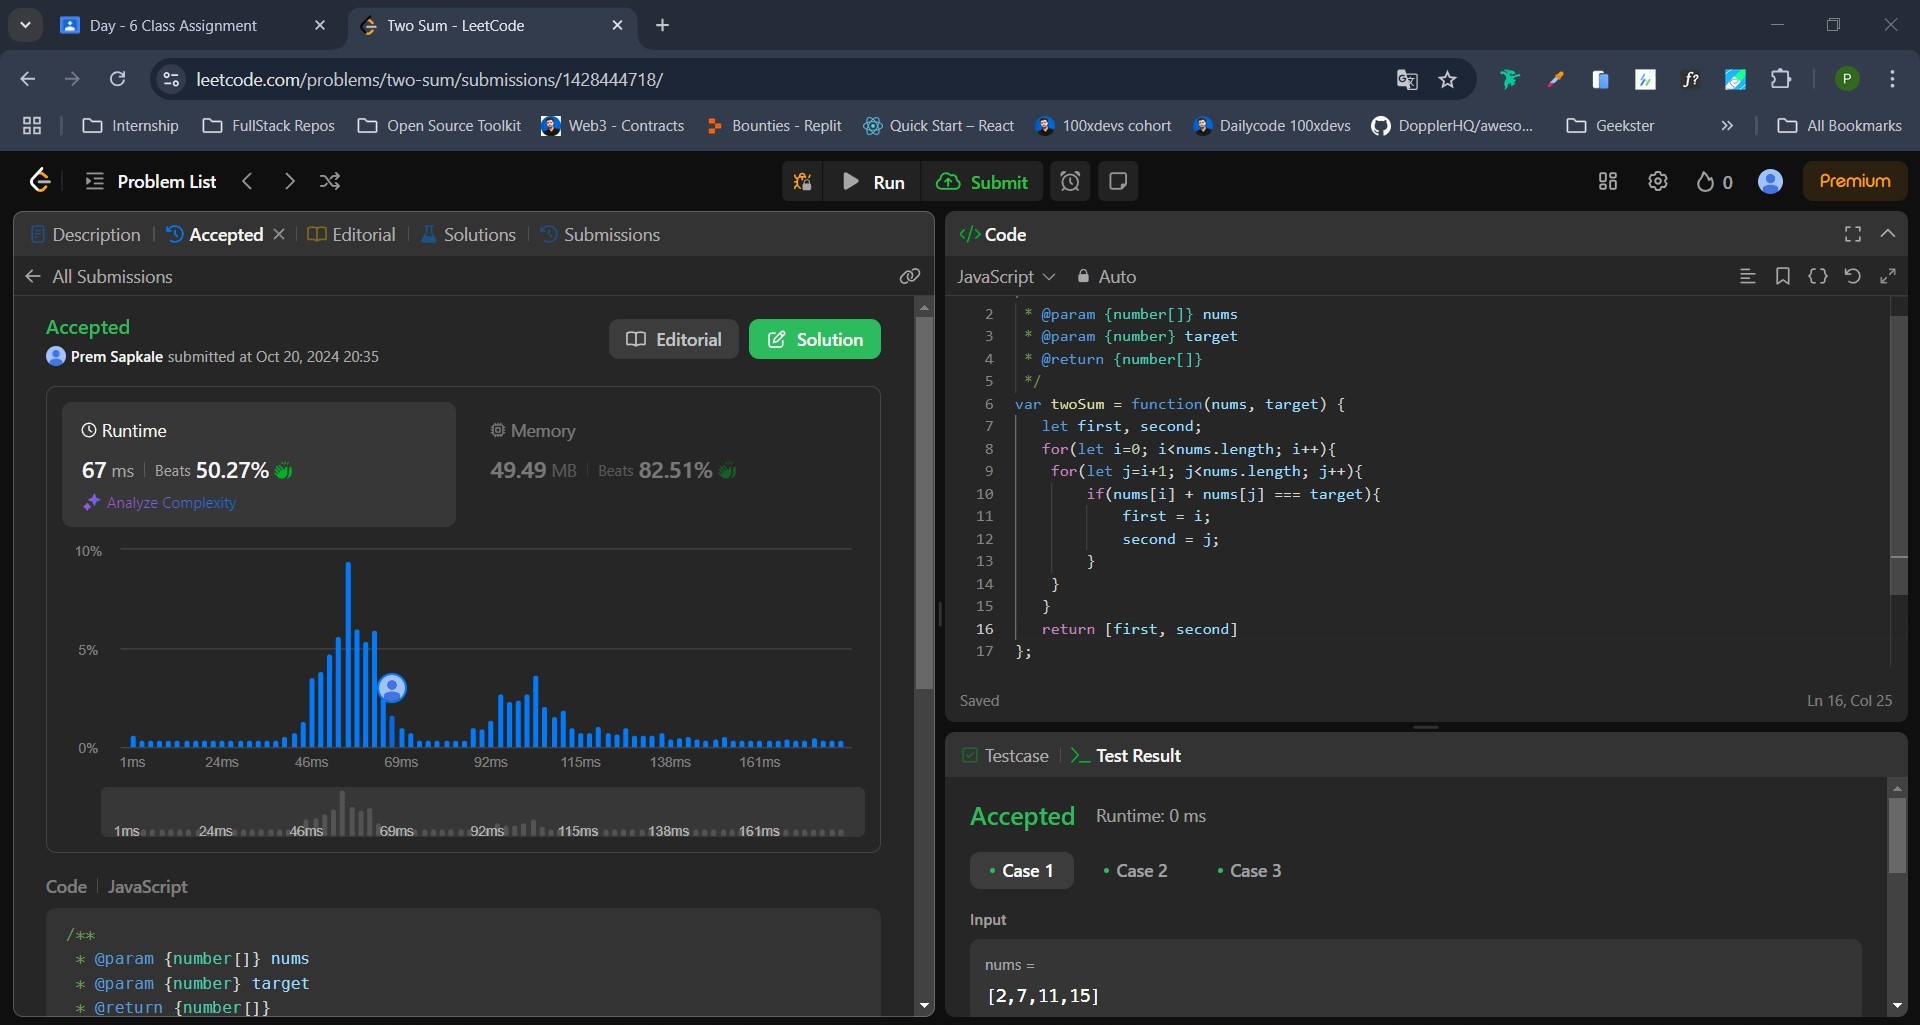 Day - 6 Class Assignment
Two Sum - LeetCode
leetcode.com/problems/two-sum/submissions/1428444718/
P
Internship
FullStack Repos
Open Source Toolkit
Web3 - Contracts
Bounties - Replit
Quick Start – React
100xdevs cohort
Dailycode 100xdevs
DopplerHQ/aweso...
Geekster
»
All Bookmarks
Problem List
Run
Submit
0
Premium
Description
Accepted
Editorial
Solutions
Submissions
All Submissions
Accepted
Prem Sapkale submitted at Oct 20, 2024 20:35
Editorial
Solution
Runtime
67 ms
Beats 50.27%
Analyze Complexity
Memory
49.49 MB
Beats 82.51%
10%
5%
0%
1ms 24ms 46ms 69ms 92ms 115ms 138ms 161ms
1ms 24ms 46ms 69ms 92ms 115ms 138ms 161ms
Code
JavaScript
/**
* @param {number[]} nums
* @param {number} target
* @return {number[]}
</> Code
JavaScript
Auto
2 * @param {number[]} nums
3 * @param {number} target
4 * @return {number[]}
5 */
6 var twoSum = function(nums, target) {
7 let first, second;
8 for(let i=0; i<nums.length; i++){
9 for(let j=i+1; j<nums.length; j++){
10 if(nums[i] + nums[j] === target){
11 first = i;
12 second = j;
13 }
14 }
15 }
16 return [first, second]
17 };
Saved
Ln 16, Col 25
Testcase
Test Result
Accepted
Runtime: 0 ms
Case 1
Case 2
Case 3
Input
nums =
[2,7,11,15]